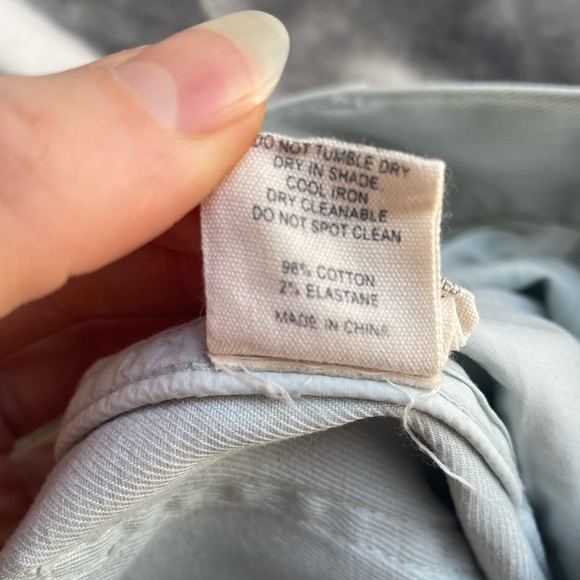 DO NOT TUMBLE DRY
DRY IN SHADE
COOL IRON
DRY CLEANABLE
DO NOT SPOT CLEAN
98% COTTON
2% ELASTANE
MADE IN CHINA